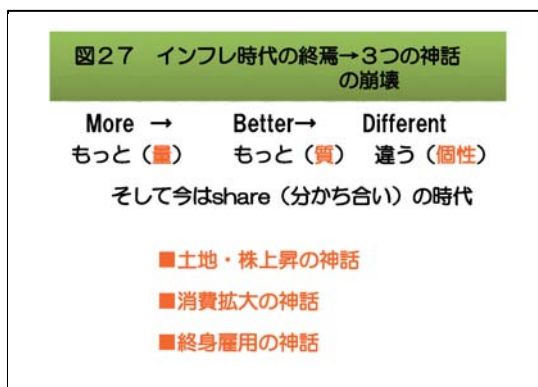 図27 インフレ時代の終焉→3つの神話
の崩壊
More → Better→ Different
もっと(量) もっと(質) 違う(個性)
そして今はshare(分かち合い)の時代
■土地・株上昇の神話
■消費拡大の神話
■終身雇用の神話